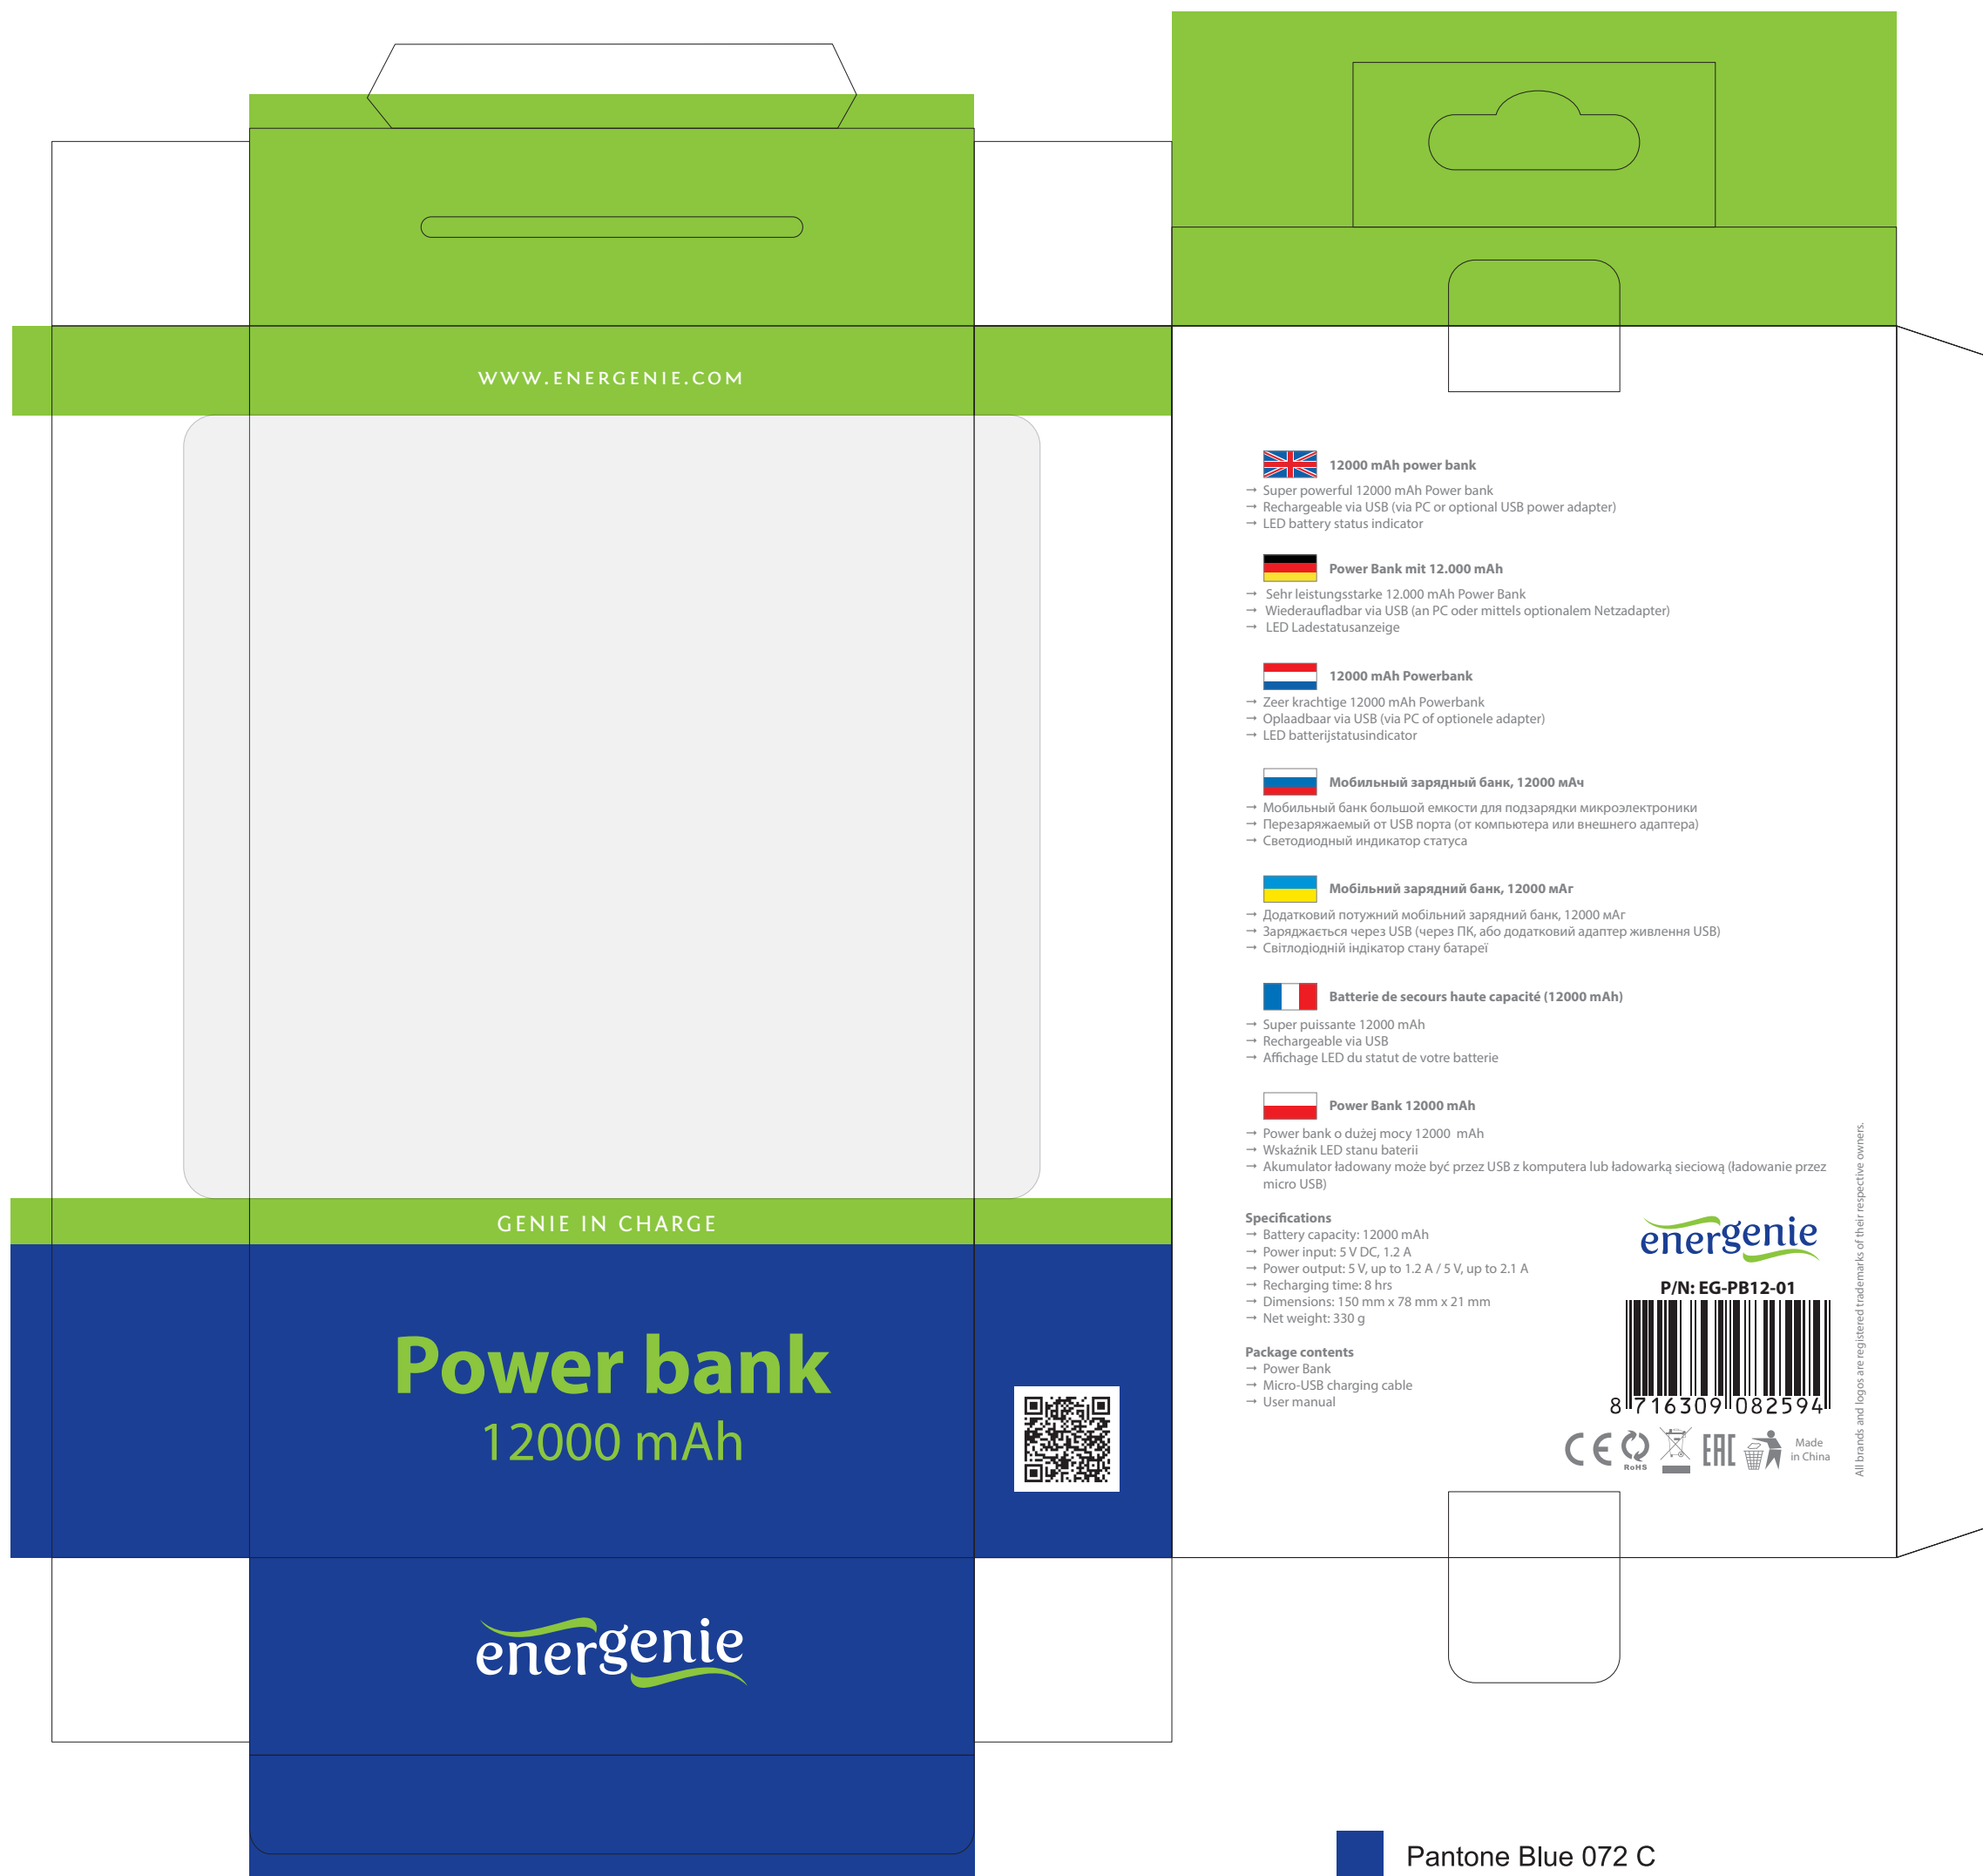 WWW.ENERGENIE.COM
GENIE IN CHARGE
Power bank
12000 mAh
energenie
12000 mAh power bank
→ Super powerful 12000 mAh Power bank
→ Rechargeable via USB (via PC or optional USB power adapter)
→ LED battery status indicator
Power Bank mit 12.000 mAh
→ Sehr leistungsstarke 12.000 mAh Power Bank
→ Wiederaufladbar via USB (an PC oder mittels optionalem Netzadapter)
→ LED Ladestatusanzeige
12000 mAh Powerbank
→ Zeer krachtige 12000 mAh Powerbank
→ Oplaadbaar via USB (via PC of optionele adapter)
→ LED batterijstatusindicator
Мобильный зарядный банк, 12000 мАч
→ Мобильный банк большой емкости для подзарядки микроэлектроники
→ Перезаряжаемый от USB порта (от компьютера или внешнего адаптера)
→ Светодиодный индикатор статуса
Мобільний зарядний банк, 12000 мАг
→ Додатковий потужний мобільний зарядний банк, 12000 мАг
→ Заряджається через USB (через ПК, або додатковий адаптер живлення USB)
→ Світлодіодній індікатор стану батареї
Batterie de secours haute capacité (12000 mAh)
→ Super puissante 12000 mAh
→ Rechargeable via USB
→ Affichage LED du statut de votre batterie
Power Bank 12000 mAh
→ Power bank o dużej mocy 12000 mAh
→ Wskaźnik LED stanu baterii
→ Akumulator ładowany może być przez USB z komputera lub ładowarką sieciową (ładowanie przez
micro USB)
Specifications
→ Battery capacity: 12000 mAh
→ Power input: 5 V DC, 1.2 A
→ Power output: 5 V, up to 1.2 A / 5 V, up to 2.1 A
→ Recharging time: 8 hrs
→ Dimensions: 150 mm x 78 mm x 21 mm
→ Net weight: 330 g
Package contents
→ Power Bank
→ Micro-USB charging cable
→ User manual
energenie
P/N: EG-PB12-01
8 716309 082594
CE RoHS EAC
Made
in China
All brands and logos are registered trademarks of their respective owners.
Pantone Blue 072 C